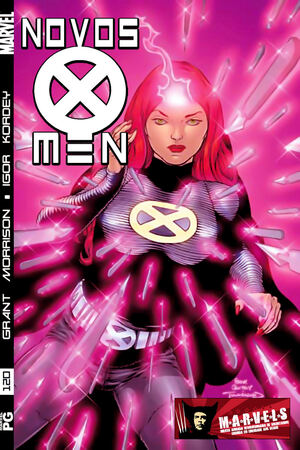 MARVEL
NOVOS
X
MEN
GRANT MORRISON ■ IGOR KORDEY
120
PG
M•A•R•V•E•L•S